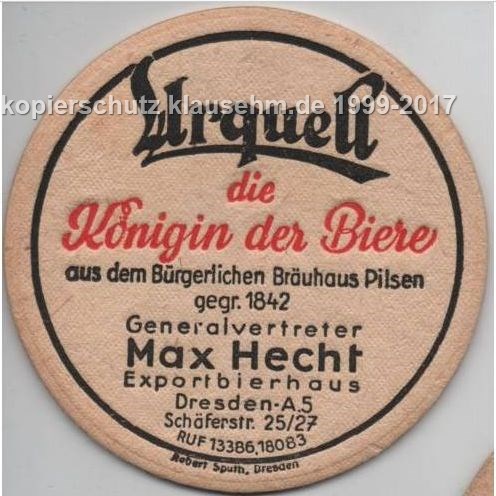 kopierschutz klausehm.de 1999-2017
Urquell
die
Königin der Biere
aus dem Bürgerlichen Bräuhaus Pilsen
gegr. 1842
Generalvertreter
Max Hecht
Exportbierhaus
Dresden-A.5
Schäferstr. 25/27
RUF 13386,18083
Robert Sputh, Dresden